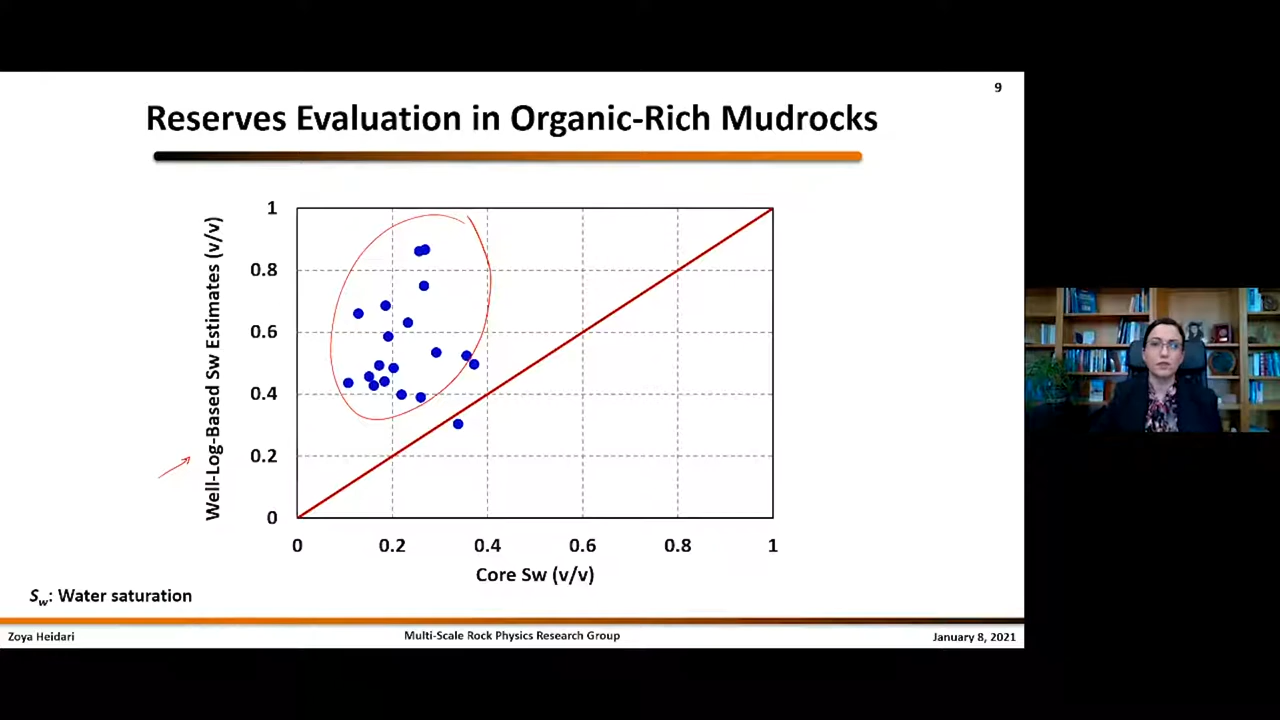 9
Reserves Evaluation in Organic-Rich Mudrocks
Well-Log-Based Sw Estimates (v/v)
1
0.8
0.6
0.4
0.2
0
0 0.2 0.4 0.6 0.8 1
Core Sw (v/v)
Sw: Water saturation
Zoya Heidari Multi-Scale Rock Physics Research Group January 8, 2021